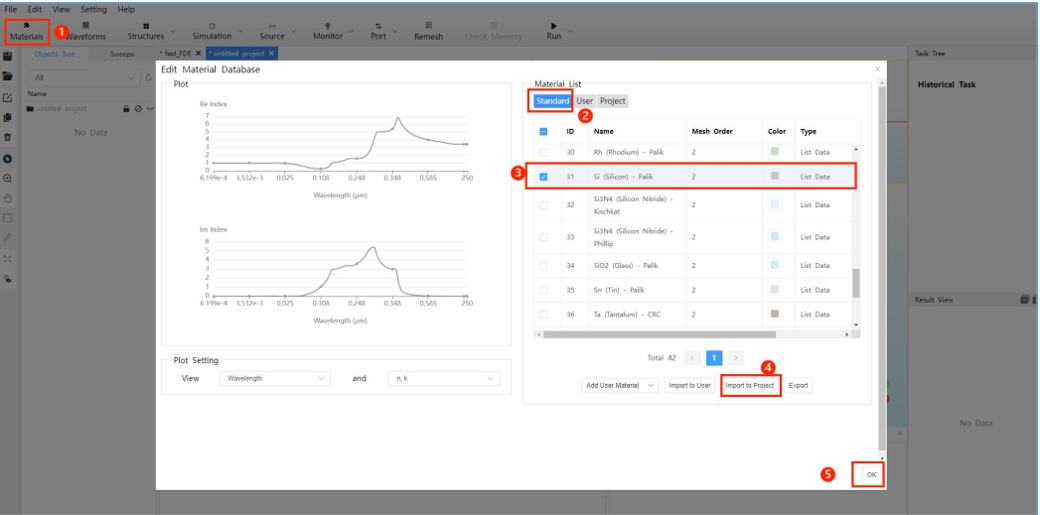 File Edit View Setting Help
Materials 1 Waveforms Structures Simulation Source Monitor Port Remesh Check Memory Run
Objects Tree Sweeps * fast_FDE X * untitled project X Task Tree
All
Name
untitled project
No Data
Edit Material Database
Plot
Re Index
7
6
5
4
3
2
1
0
6.199e-4 3.532e-3 0.025 0.108 0.248 0.348 0.585 250
Wavelength (μm)
Im Index
6
5
4
3
2
1
0
6.199e-4 3.532e-3 0.025 0.108 0.248 0.348 0.585 250
Wavelength (μm)
Plot Setting
View Wavelength and n, k
Material List
Standard User Project
2
ID Name Mesh Order Color Type
30 Rh (Rhodium) - Palik 2 List Data
3 31 Si (Silicon) - Palik 2 List Data
32 Si3N4 (Silicon Nitride) - Kischkat 2 List Data
33 Si3N4 (Silicon Nitride) - Phillip 2 List Data
34 SiO2 (Glass) - Palik 2 List Data
35 Sn (Tin) - Palik 2 List Data
36 Ta (Tantalum) - CRC 2 List Data
Total 42 < 1 >
4
Add User Material Import to User Import to Project Export
5 OK
Historical Task
Result View
No Data